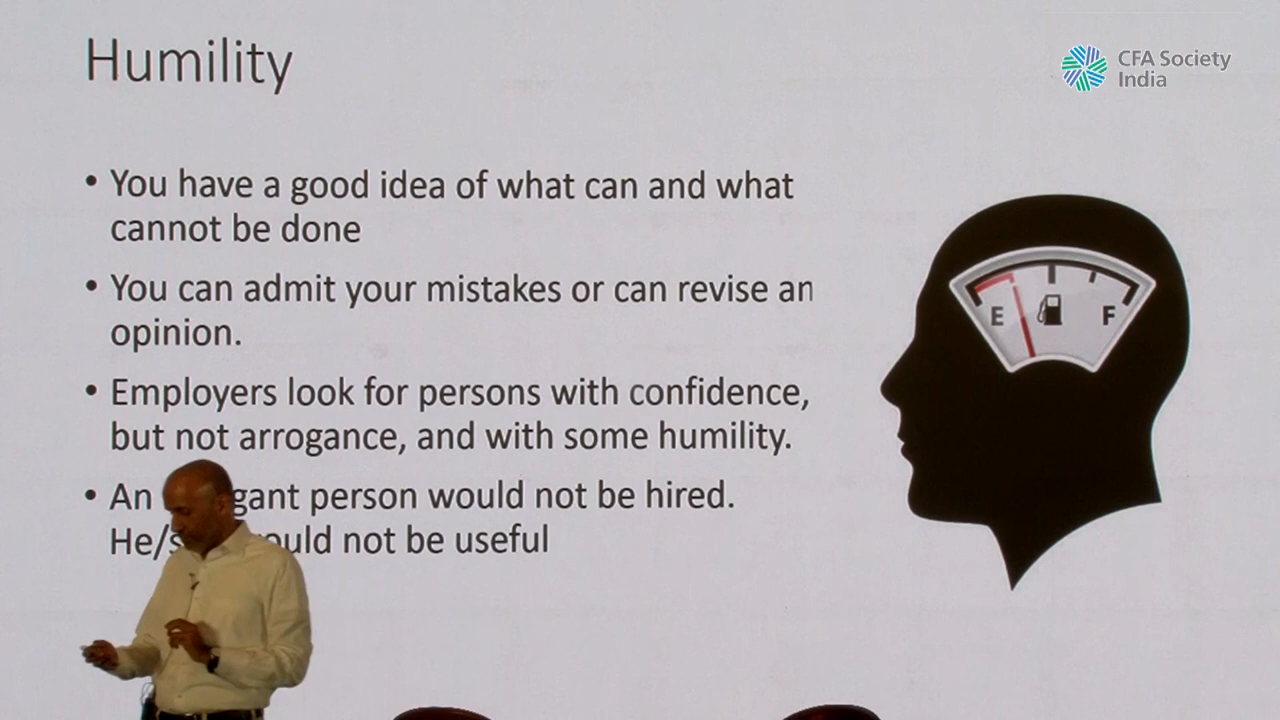 Humility
CFA Society
India
• You have a good idea of what can and what
cannot be done
• You can admit your mistakes or can revise an
opinion.
• Employers look for persons with confidence,
but not arrogance, and with some humility.
• An gant person would not be hired.
He/s ould not be useful
E F